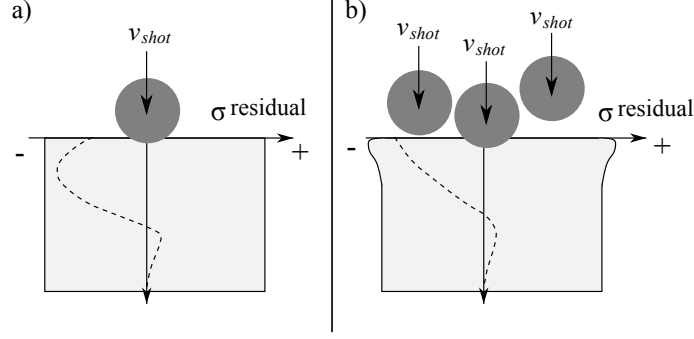 a)
v_shot
σ residual
-
+
b)
v_shot
v_shot
v_shot
σ residual
-
+